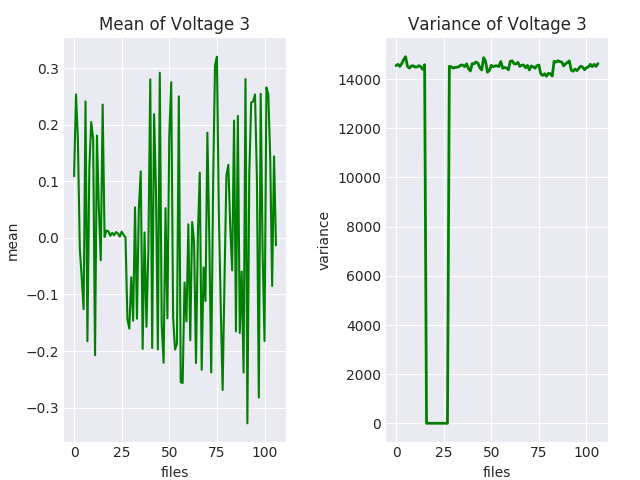 Mean of Voltage 3
0.3
0.2
0.1
0.0
−0.1
−0.2
−0.3
mean
0 25 50 75 100
files
Variance of Voltage 3
14000
12000
10000
8000
6000
4000
2000
0
variance
0 25 50 75 100
files